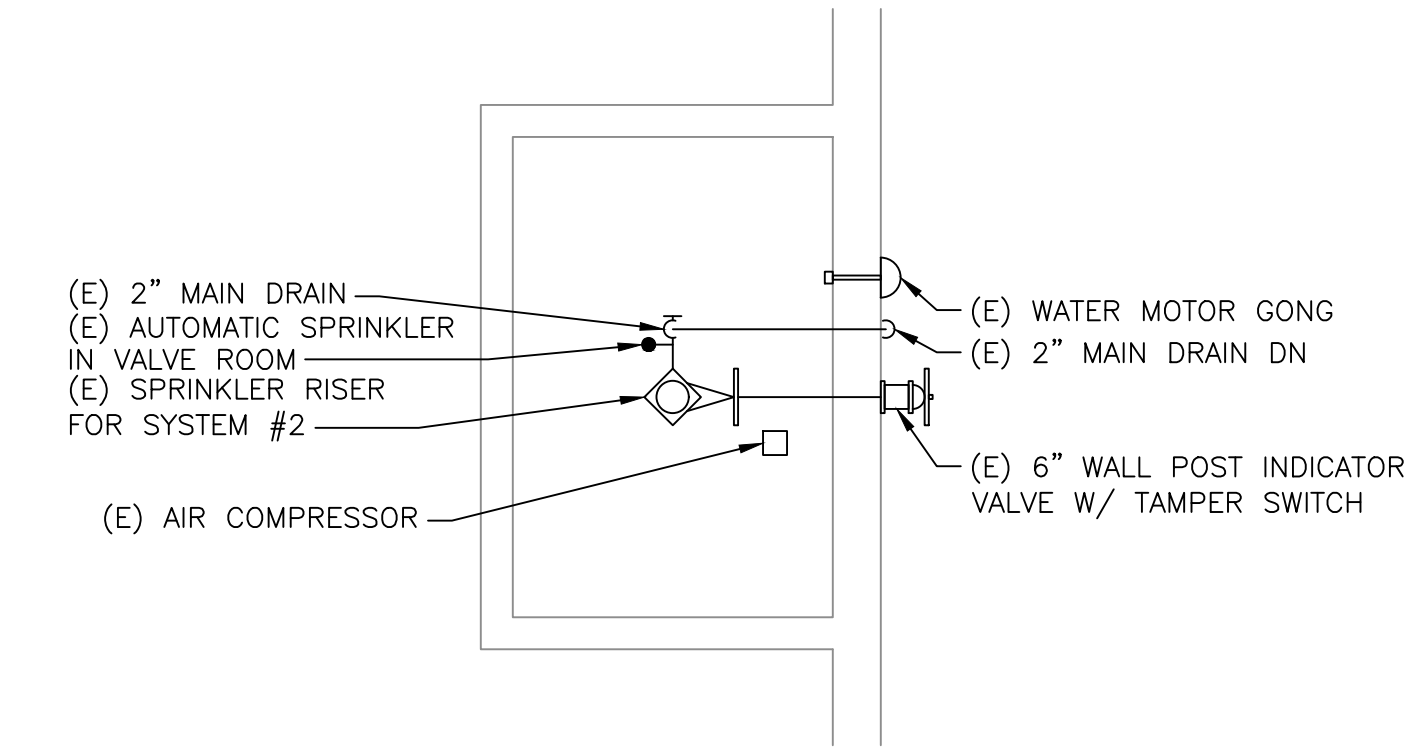 (E) 2” MAIN DRAIN
(E) AUTOMATIC SPRINKLER
IN VALVE ROOM
(E) SPRINKLER RISER
FOR SYSTEM #2
(E) AIR COMPRESSOR
(E) WATER MOTOR GONG
(E) 2” MAIN DRAIN DN
(E) 6” WALL POST INDICATOR
VALVE W/ TAMPER SWITCH